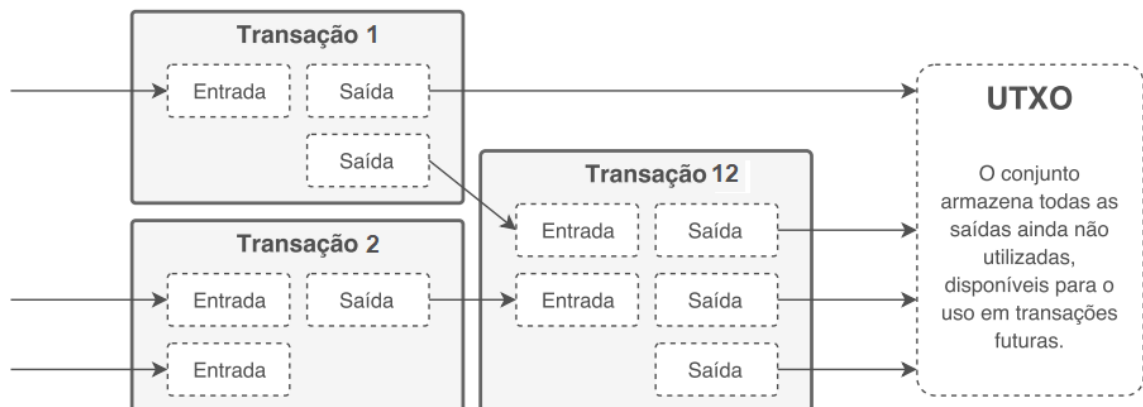 Transação 1
Entrada
Saída
Saída
Transação 2
Entrada
Saída
Entrada
Transação 12
Entrada
Saída
Entrada
Saída
Saída
UTXO
O conjunto
armazena todas as
saídas ainda não
utilizadas,
disponíveis para o
uso em transações
futuras.